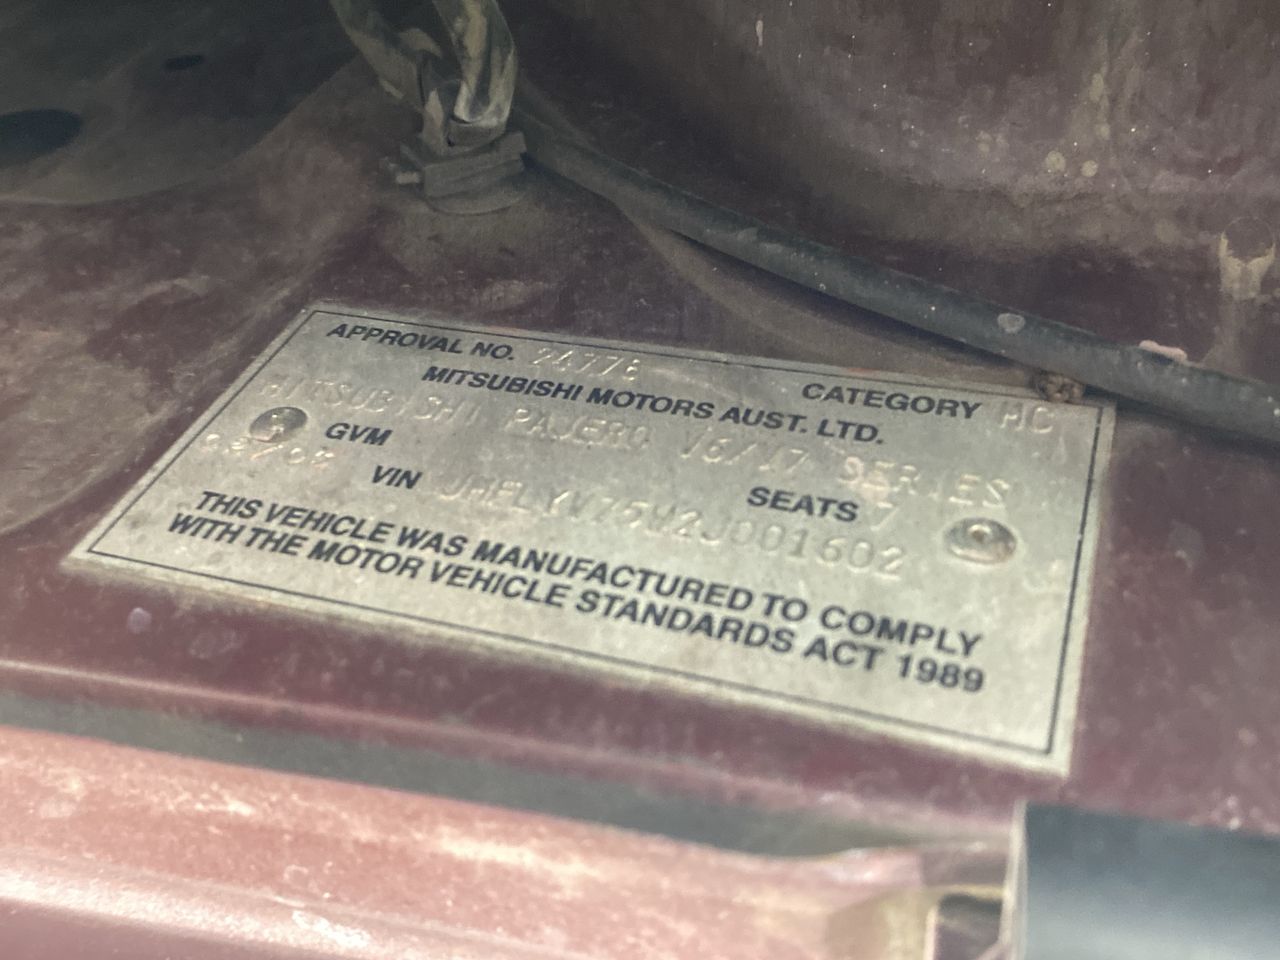 APPROVAL NO. 24776 CATEGORY MC
MITSUBISHI MOTORS AUST. LTD.
MITSUBISHI PAJERO V6/V7 SERIES
GVM SEATS 7
VIN JMFLYV75W2J001602
THIS VEHICLE WAS MANUFACTURED TO COMPLY
WITH THE MOTOR VEHICLE STANDARDS ACT 1989